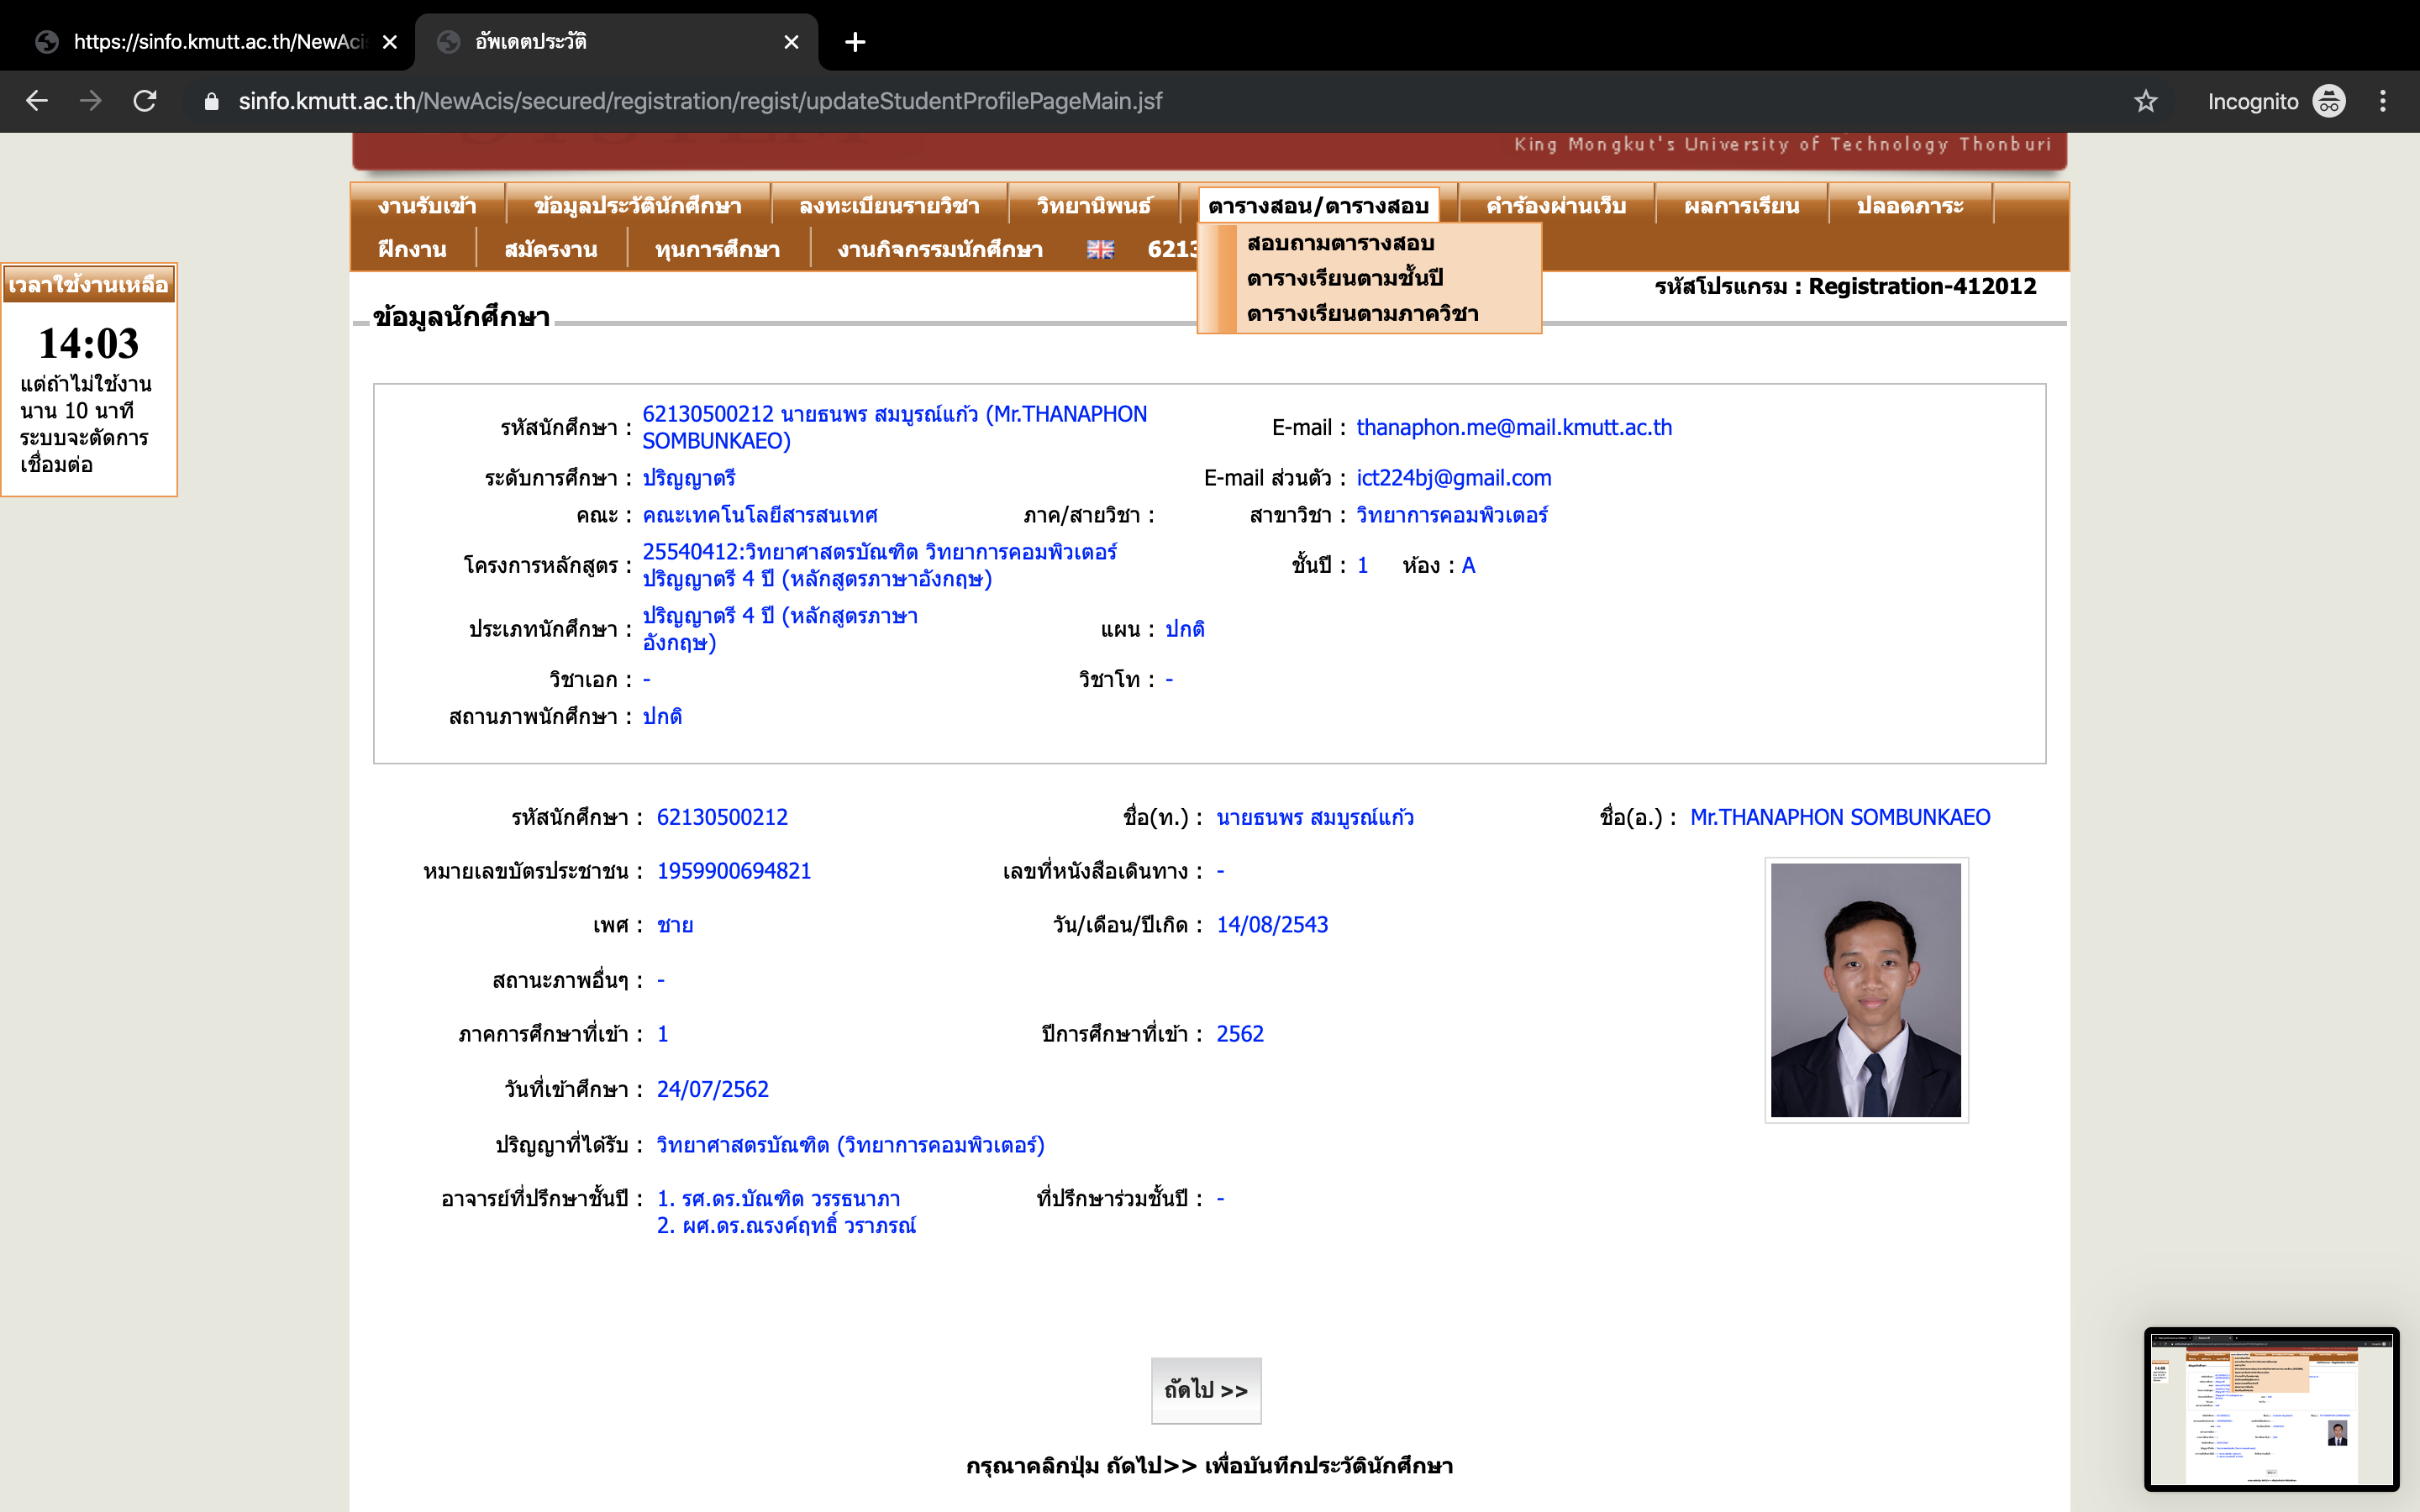 https://sinfo.kmutt.ac.th/NewAci
อัพเดตประวัติ
sinfo.kmutt.ac.th/NewAcis/secured/registration/regist/updateStudentProfilePageMain.jsf
Incognito
King Mongkut's University of Technology Thonburi
งานรับเข้า ข้อมูลประวัตินักศึกษา ลงทะเบียนรายวิชา วิทยานิพนธ์ ตารางสอน/ตารางสอบ คำร้องผ่านเว็บ ผลการเรียน ปลอดภาระ
ฝึกงาน สมัครงาน ทุนการศึกษา งานกิจกรรมนักศึกษา 6213
สอบถามตารางสอบ
ตารางเรียนตามชั้นปี
ตารางเรียนตามภาควิชา
เวลาใช้งานเหลือ
14:03
แต่ถ้าไม่ใช้งาน
นาน 10 นาที
ระบบจะตัดการ
เชื่อมต่อ
รหัสโปรแกรม : Registration-412012
ข้อมูลนักศึกษา
รหัสนักศึกษา : 62130500212 นายธนพร สมบูรณ์แก้ว (Mr.THANAPHON
SOMBUNKAEO)
E-mail : thanaphon.me@mail.kmutt.ac.th
ระดับการศึกษา : ปริญญาตรี E-mail ส่วนตัว : ict224bj@gmail.com
คณะ : คณะเทคโนโลยีสารสนเทศ ภาค/สายวิชา : สาขาวิชา : วิทยาการคอมพิวเตอร์
โครงการหลักสูตร : 25540412:วิทยาศาสตรบัณฑิต วิทยาการคอมพิวเตอร์
ปริญญาตรี 4 ปี (หลักสูตรภาษาอังกฤษ)
ชั้นปี : 1 ห้อง : A
ประเภทนักศึกษา : ปริญญาตรี 4 ปี (หลักสูตรภาษา
อังกฤษ)
แผน : ปกติ
วิชาเอก : - วิชาโท : -
สถานภาพนักศึกษา : ปกติ
รหัสนักศึกษา : 62130500212 ชื่อ(ท.) : นายธนพร สมบูรณ์แก้ว ชื่อ(อ.) : Mr.THANAPHON SOMBUNKAEO
หมายเลขบัตรประชาชน : 1959900694821 เลขที่หนังสือเดินทาง : -
เพศ : ชาย วัน/เดือน/ปีเกิด : 14/08/2543
สถานะภาพอื่นๆ : -
ภาคการศึกษาที่เข้า : 1 ปีการศึกษาที่เข้า : 2562
วันที่เข้าศึกษา : 24/07/2562
ปริญญาที่ได้รับ : วิทยาศาสตรบัณฑิต (วิทยาการคอมพิวเตอร์)
อาจารย์ที่ปรึกษาชั้นปี : 1. รศ.ดร.บัณฑิต วรรธนาภา ที่ปรึกษาร่วมชั้นปี : -
2. ผศ.ดร.ณรงค์ฤทธิ์ วราภรณ์
ถัดไป >>
กรุณาคลิกปุ่ม ถัดไป>> เพื่อบันทึกประวัตินักศึกษา